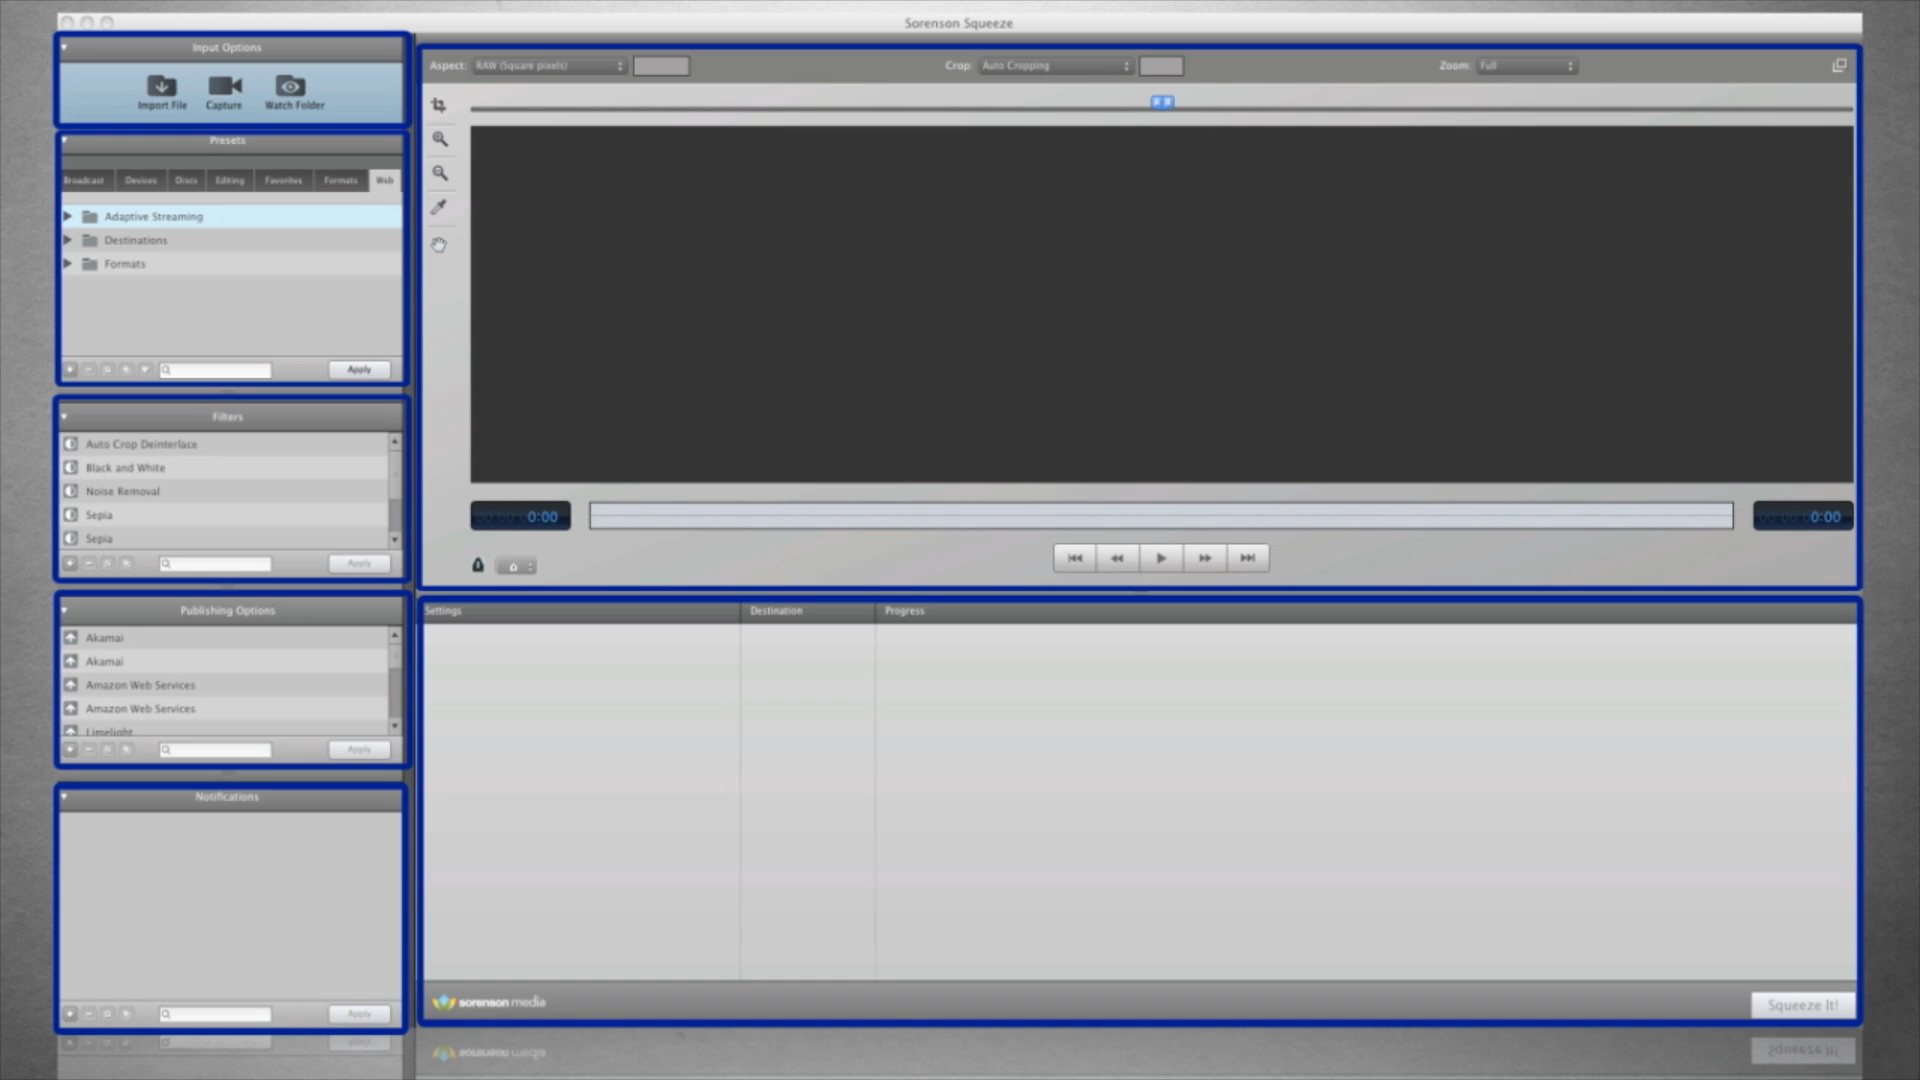 Sorenson Squeeze
Input Options
Import File Capture Watch Folder
Presets
Broadcast Devices Discs Editing Favorites Formats Web
Adaptive Streaming
Destinations
Formats
Apply
Filters
Auto Crop Deinterlace
Black and White
Noise Removal
Sepia
Sepia
Apply
Publishing Options
Akamai
Akamai
Amazon Web Services
Amazon Web Services
Limelight
Apply
Notifications
Apply
Aspect: RAW (Square pixels) Crop: Auto Cropping Zoom: Full
0:00 0:00
Settings Destination Progress
sorenson media Squeeze It!